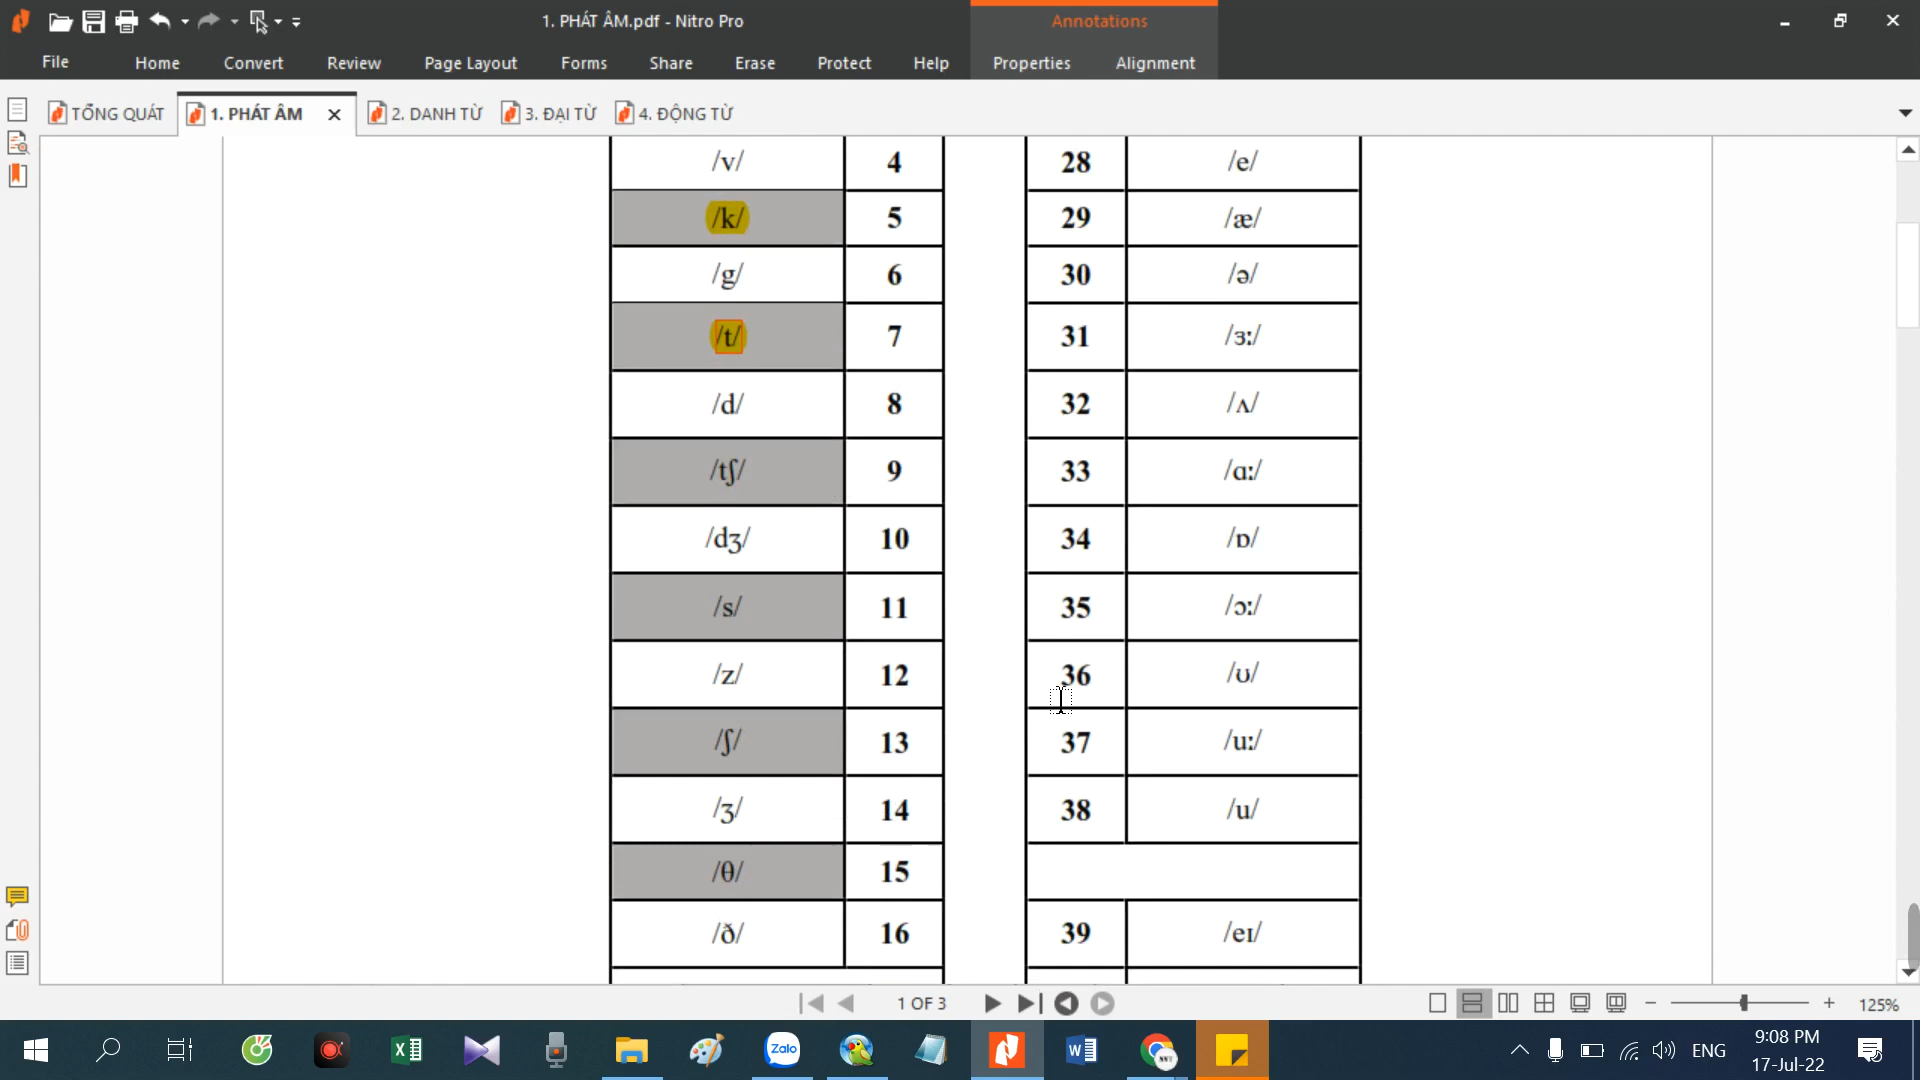 1. PHÁT ÂM.pdf - Nitro Pro
Annotations
File Home Convert Review Page Layout Forms Share Erase Protect Help Properties Alignment
TỔNG QUÁT 1. PHÁT ÂM 2. DANH TỪ 3. ĐẠI TỪ 4. ĐỘNG TỪ
/v/ 4 28 /e/
/k/ 5 29 /æ/
/g/ 6 30 /ə/
/t/ 7 31 /ɜː/
/d/ 8 32 /ʌ/
/tʃ/ 9 33 /ɑː/
/dʒ/ 10 34 /ɒ/
/s/ 11 35 /ɔː/
/z/ 12 36 /ʊ/
/ʃ/ 13 37 /uː/
/ʒ/ 14 38 /u/
/θ/ 15
/ð/ 16 39 /eɪ/
1 OF 3
125%
Zalo
ENG
9:08 PM
17-Jul-22